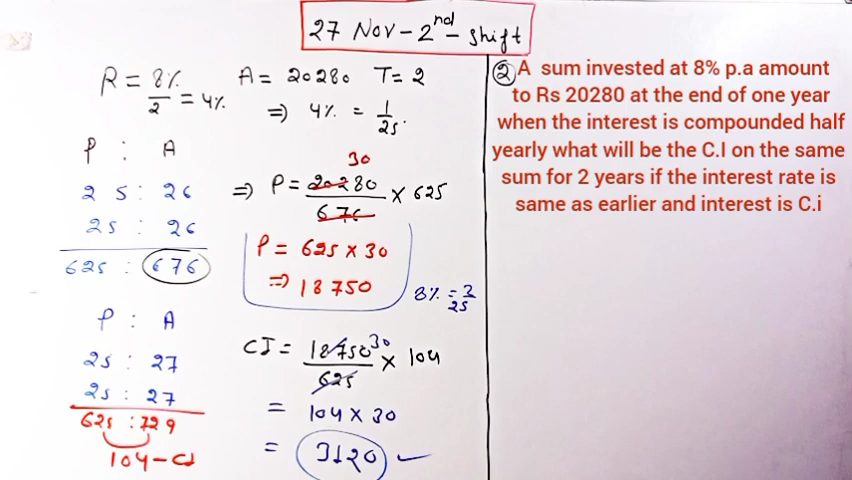 27 Nov - 2nd - shift
R = 8%/2 = 4%
A = 20280 T = 2
⇒ 4% = 1/25.
P : A
25 : 26
25 : 26
625 : 676
30
⇒ P = 20280/676 × 625
P = 625 × 30
⇒ 18750
8% = 2/25
P : A
25 : 27
25 : 27
625 : 729
104 - CI
CI = 18750/625 30 × 104
= 104 × 30
= 3120
② A sum invested at 8% p.a amount
to Rs 20280 at the end of one year
when the interest is compounded half
yearly what will be the C.I on the same
sum for 2 years if the interest rate is
same as earlier and interest is C.i